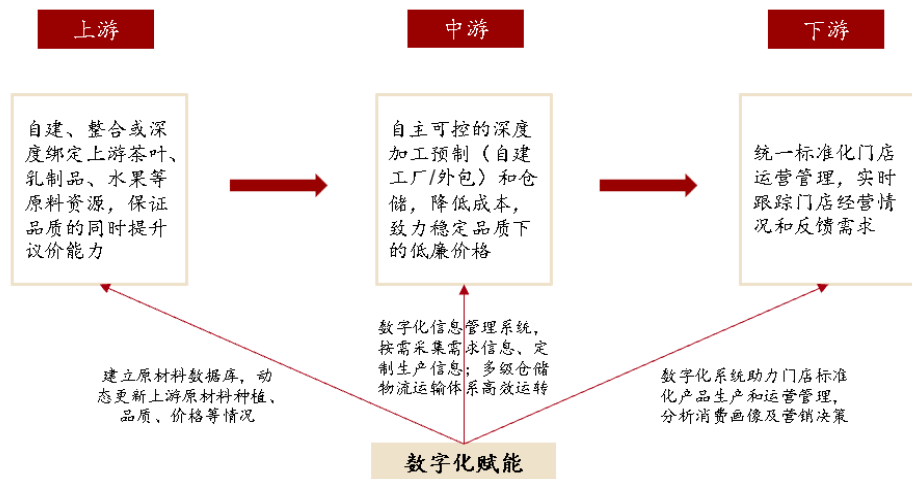 上游
中游
下游
自建、整合或深
度绑定上游茶叶、
乳制品、水果等
原料资源，保证
品质的同时提升
议价能力
自主可控的深度
加工预制（自建
工厂/外包）和仓
储，降低成本，
致力稳定品质下
的低廉价格
统一标准化门店
运营管理，实时
跟踪门店经营情
况和反馈需求
建立原材料数据库，动
态更新上游原材料种植、
品质、价格等情况
数字化信息管理系统，
按需采集需求信息、定
制生产信息；多级仓储
物流运输体系高效运转
数字化系统助力门店标准
化产品生产和运营管理，
分析消费画像及营销决策
数字化赋能